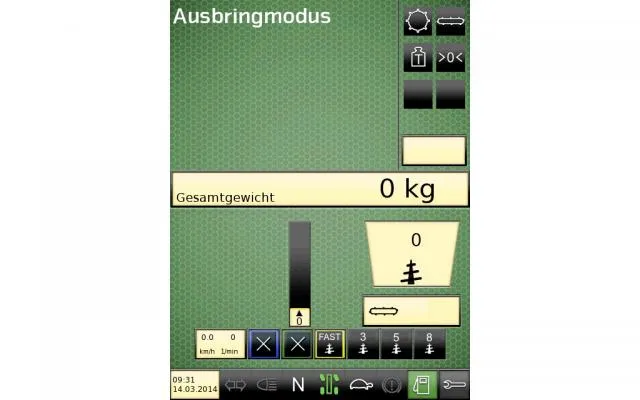 Ausbringmodus
T
>0<
Gesamtgewicht
0 kg
0
0
0.0 0
km/h 1/min
FAST 3 5 8
09:31
14.03.2014
N